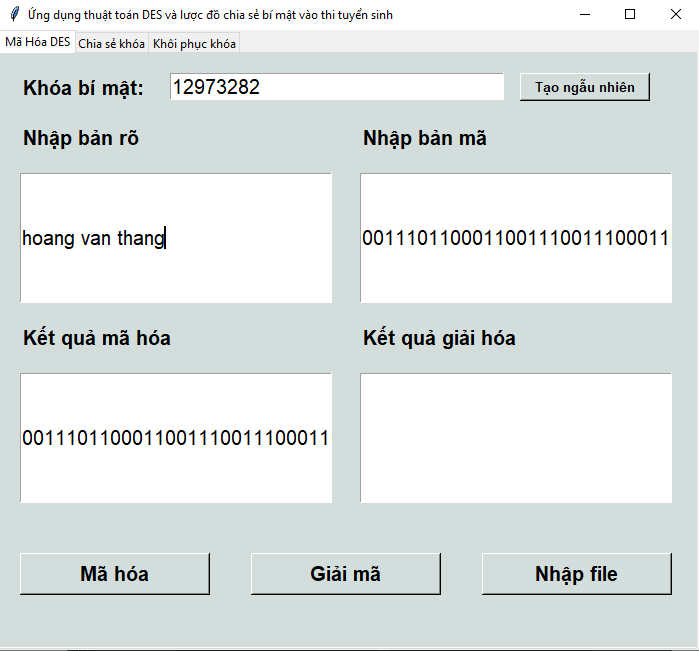 Ứng dụng thuật toán DES và lược đồ chia sẻ bí mật vào thi tuyển sinh
Mã Hóa DES Chia sẻ khóa Khôi phục khóa
Khóa bí mật: 12973282 Tạo ngẫu nhiên
Nhập bản rõ Nhập bản mã
hoang van thang 0011101100011001110011100011
Kết quả mã hóa Kết quả giải hóa
0011101100011001110011100011
Mã hóa Giải mã Nhập file